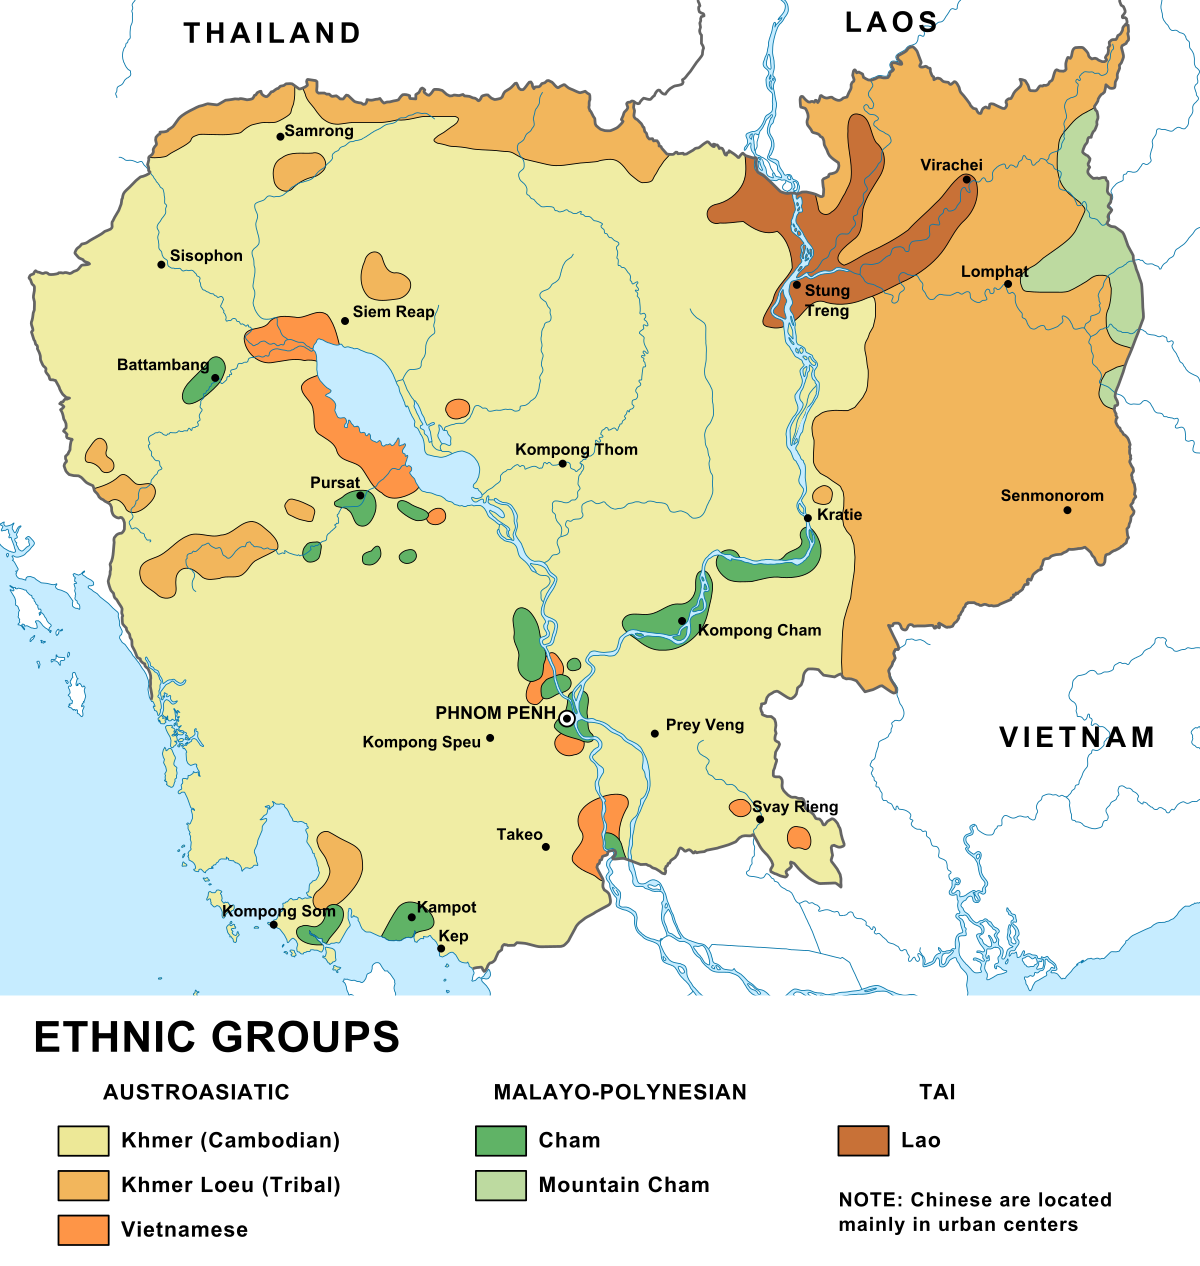 THAILAND
LAOS
Samrong
Virachei
Sisophon
Lomphat
Stung
Treng
Siem Reap
Battambang
Kompong Thom
Pursat
Senmonorom
Kratie
Kompong Cham
PHNOM PENH
Prey Veng
Kompong Speu
VIETNAM
Svay Rieng
Takeo
Kompong Som
Kampot
Kep
ETHNIC GROUPS
AUSTROASIATIC
Khmer (Cambodian)
Khmer Loeu (Tribal)
Vietnamese
MALAYO-POLYNESIAN
Cham
Mountain Cham
TAI
Lao
NOTE: Chinese are located
mainly in urban centers